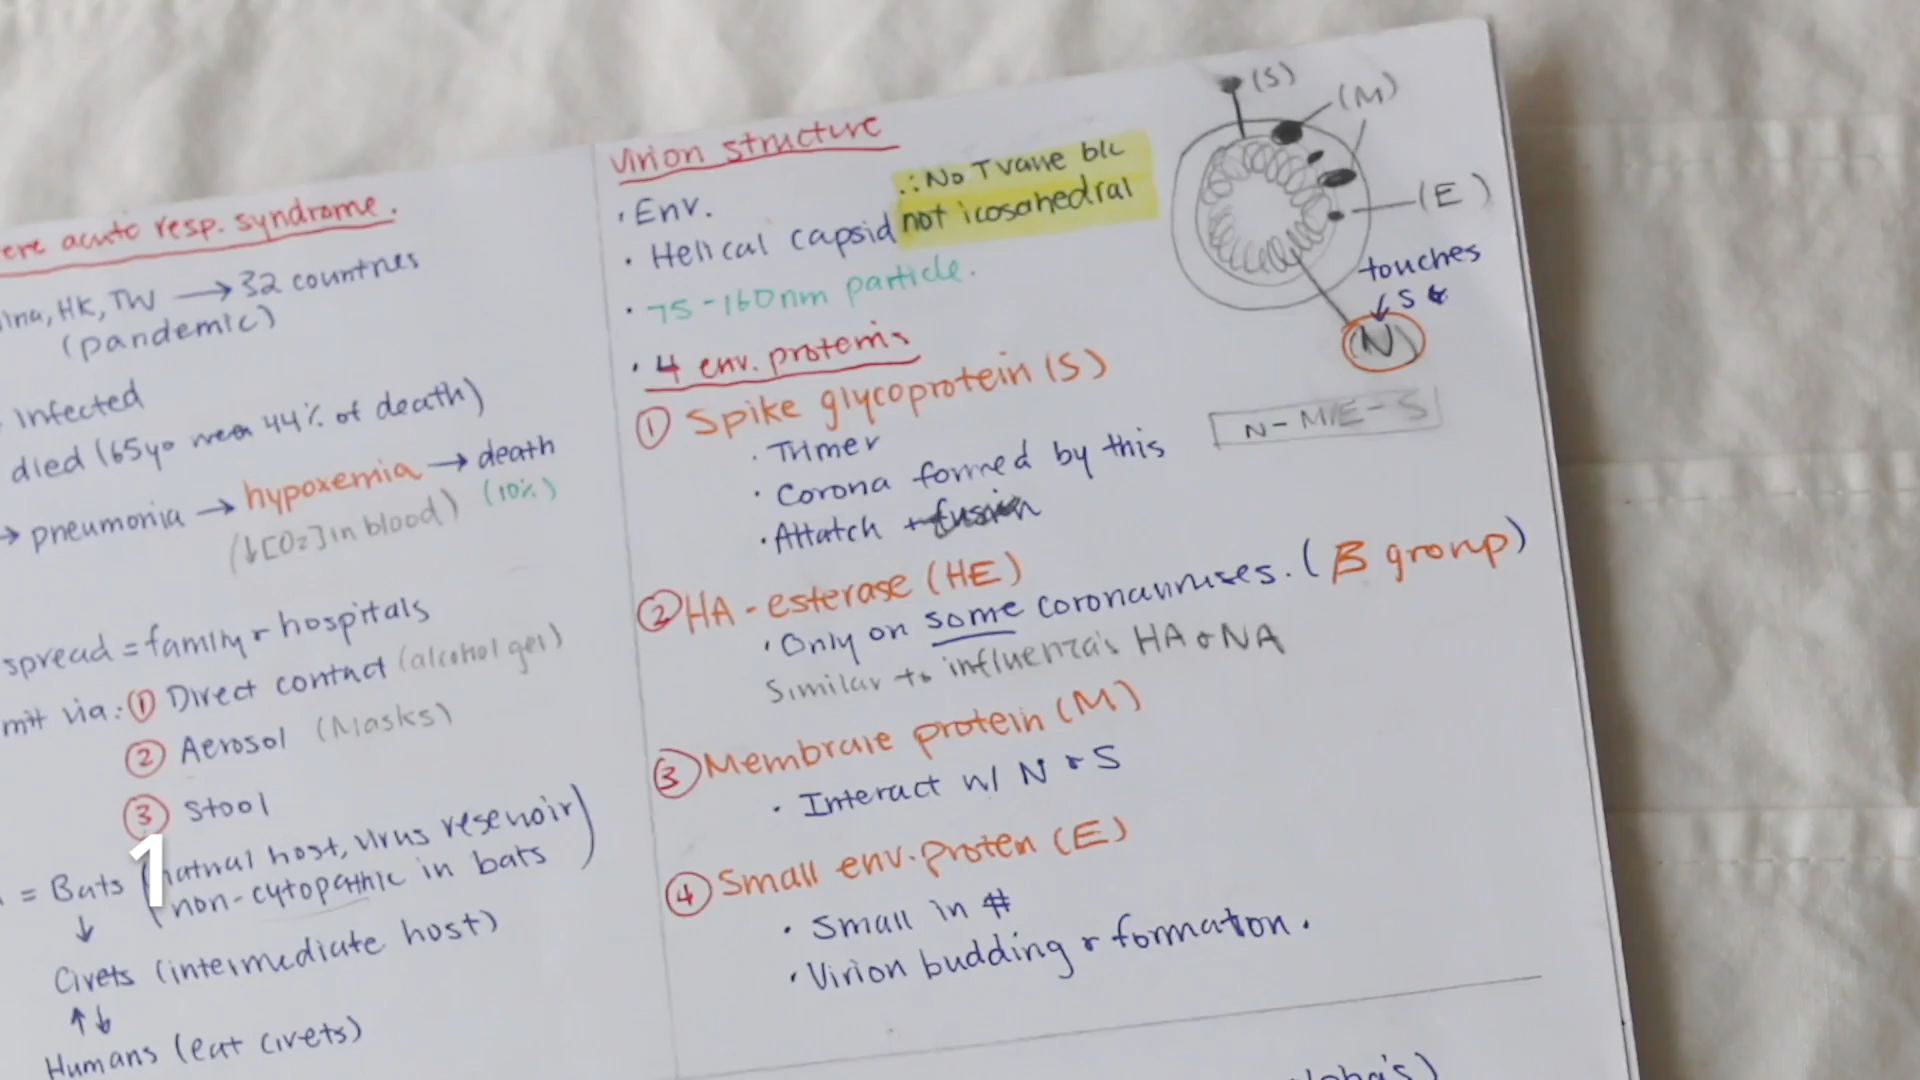 ere acute resp. syndrome.
ina, HK, TW → 32 countries
(pandemic)
Infected
died (65yo 44% of death)
→ pneumonia → hypoxemia → death
(↓[O2] in blood) (10%)
spread = family + hospitals
mit via: ① Direct contact (alcohol gel)
② Aerosol (Masks)
③ Stool
= Bats (natural host, virus reservoir
non-cytopathic in bats)
↓
Civets (intermediate host)
↑↓
Humans (eat civets)
1
Virion structure
• Env.
• Helical capsid
∴ No T value b/c
not icosahedral
• 75-160nm particle.
• 4 env. proteins
① Spike glycoprotein (S)
• Trimer
• Corona formed by this
• Attatch + fusion
② HA-esterase (HE)
• Only on some coronaviruses. (β group)
Similar to influenza's HA & NA
③ Membrane protein (M)
• Interact w/ N + S
④ Small env. protein (E)
• Small in #
• Virion budding & formation.
(S)
(M)
(E)
touches
S
(N)
N-M/E-S